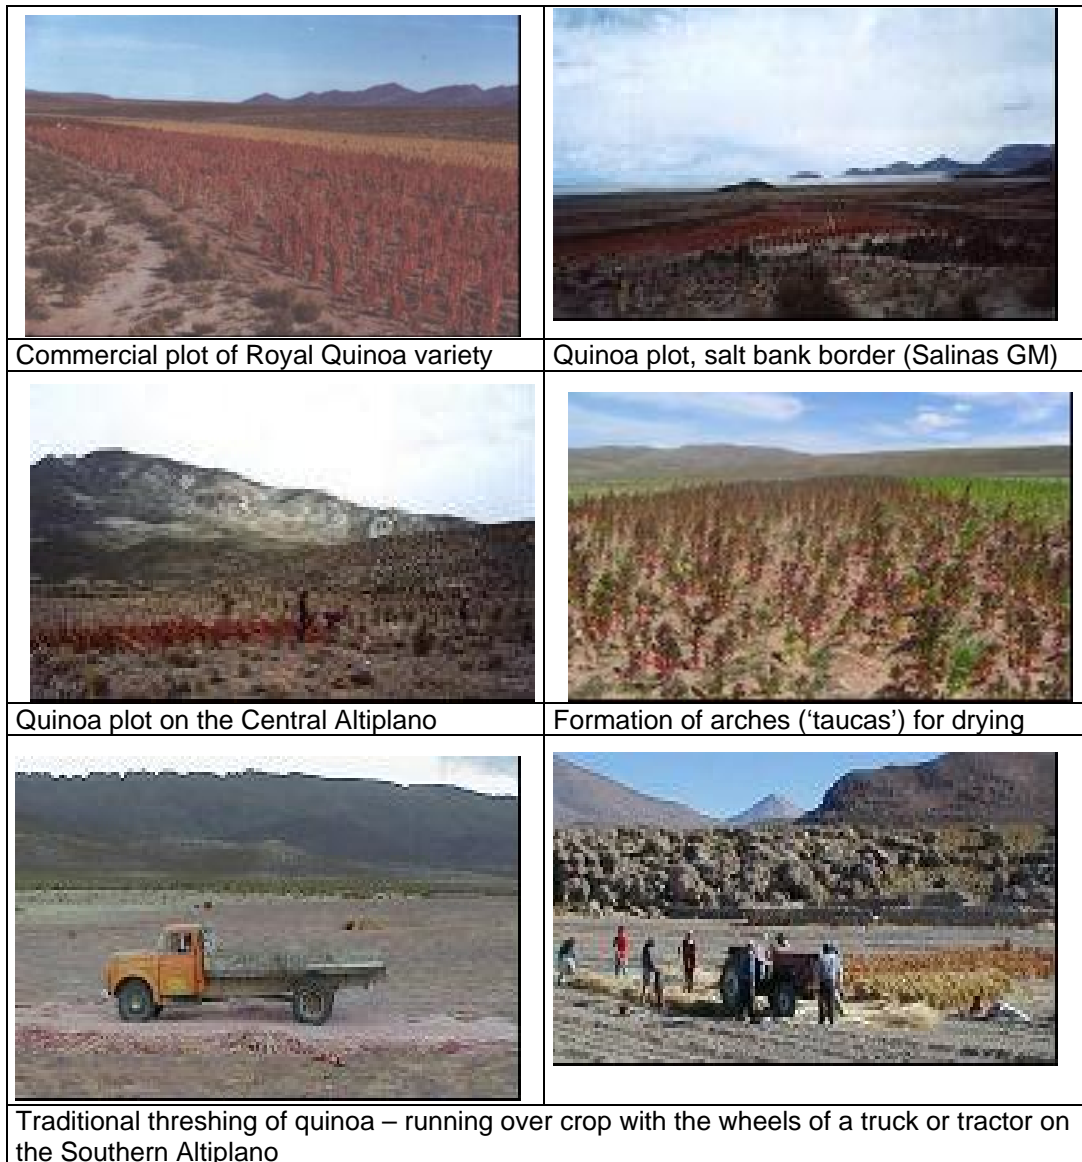 Commercial plot of Royal Quinoa variety
Quinoa plot, salt bank border (Salinas GM)
Quinoa plot on the Central Altiplano
Formation of arches (‘taucas’) for drying
Traditional threshing of quinoa – running over crop with the wheels of a truck or tractor on
the Southern Altiplano